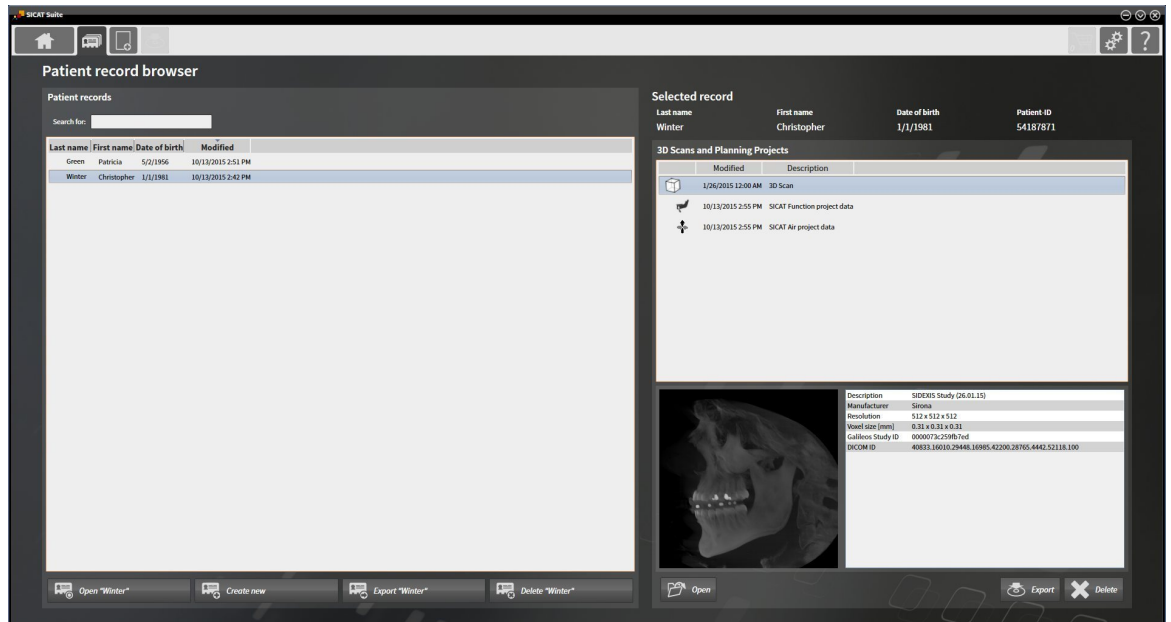 SICAT Suite
Patient record browser
Patient records
Search for:
Last name First name Date of birth Modified
Green Patricia 5/2/1956 10/13/2015 2:51 PM
Winter Christopher 1/1/1981 10/13/2015 2:42 PM
Open "Winter"
Create new
Export "Winter"
Delete "Winter"
Selected record
Last name First name Date of birth Patient-ID
Winter Christopher 1/1/1981 54187871
3D Scans and Planning Projects
Modified Description
1/26/2015 12:00 AM 3D Scan
10/13/2015 2:55 PM SICAT Function project data
10/13/2015 2:55 PM SICAT Air project data
Description SIDEXIS Study (26.01.15)
Manufacturer Sirona
Resolution 512 x 512 x 512
Voxel size [mm] 0.31 x 0.31 x 0.31
Galileos Study ID 0000073c259fb7ed
DICOM ID 40833.16010.29448.16985.42200.28765.4442.52118.100
Open
Export
Delete